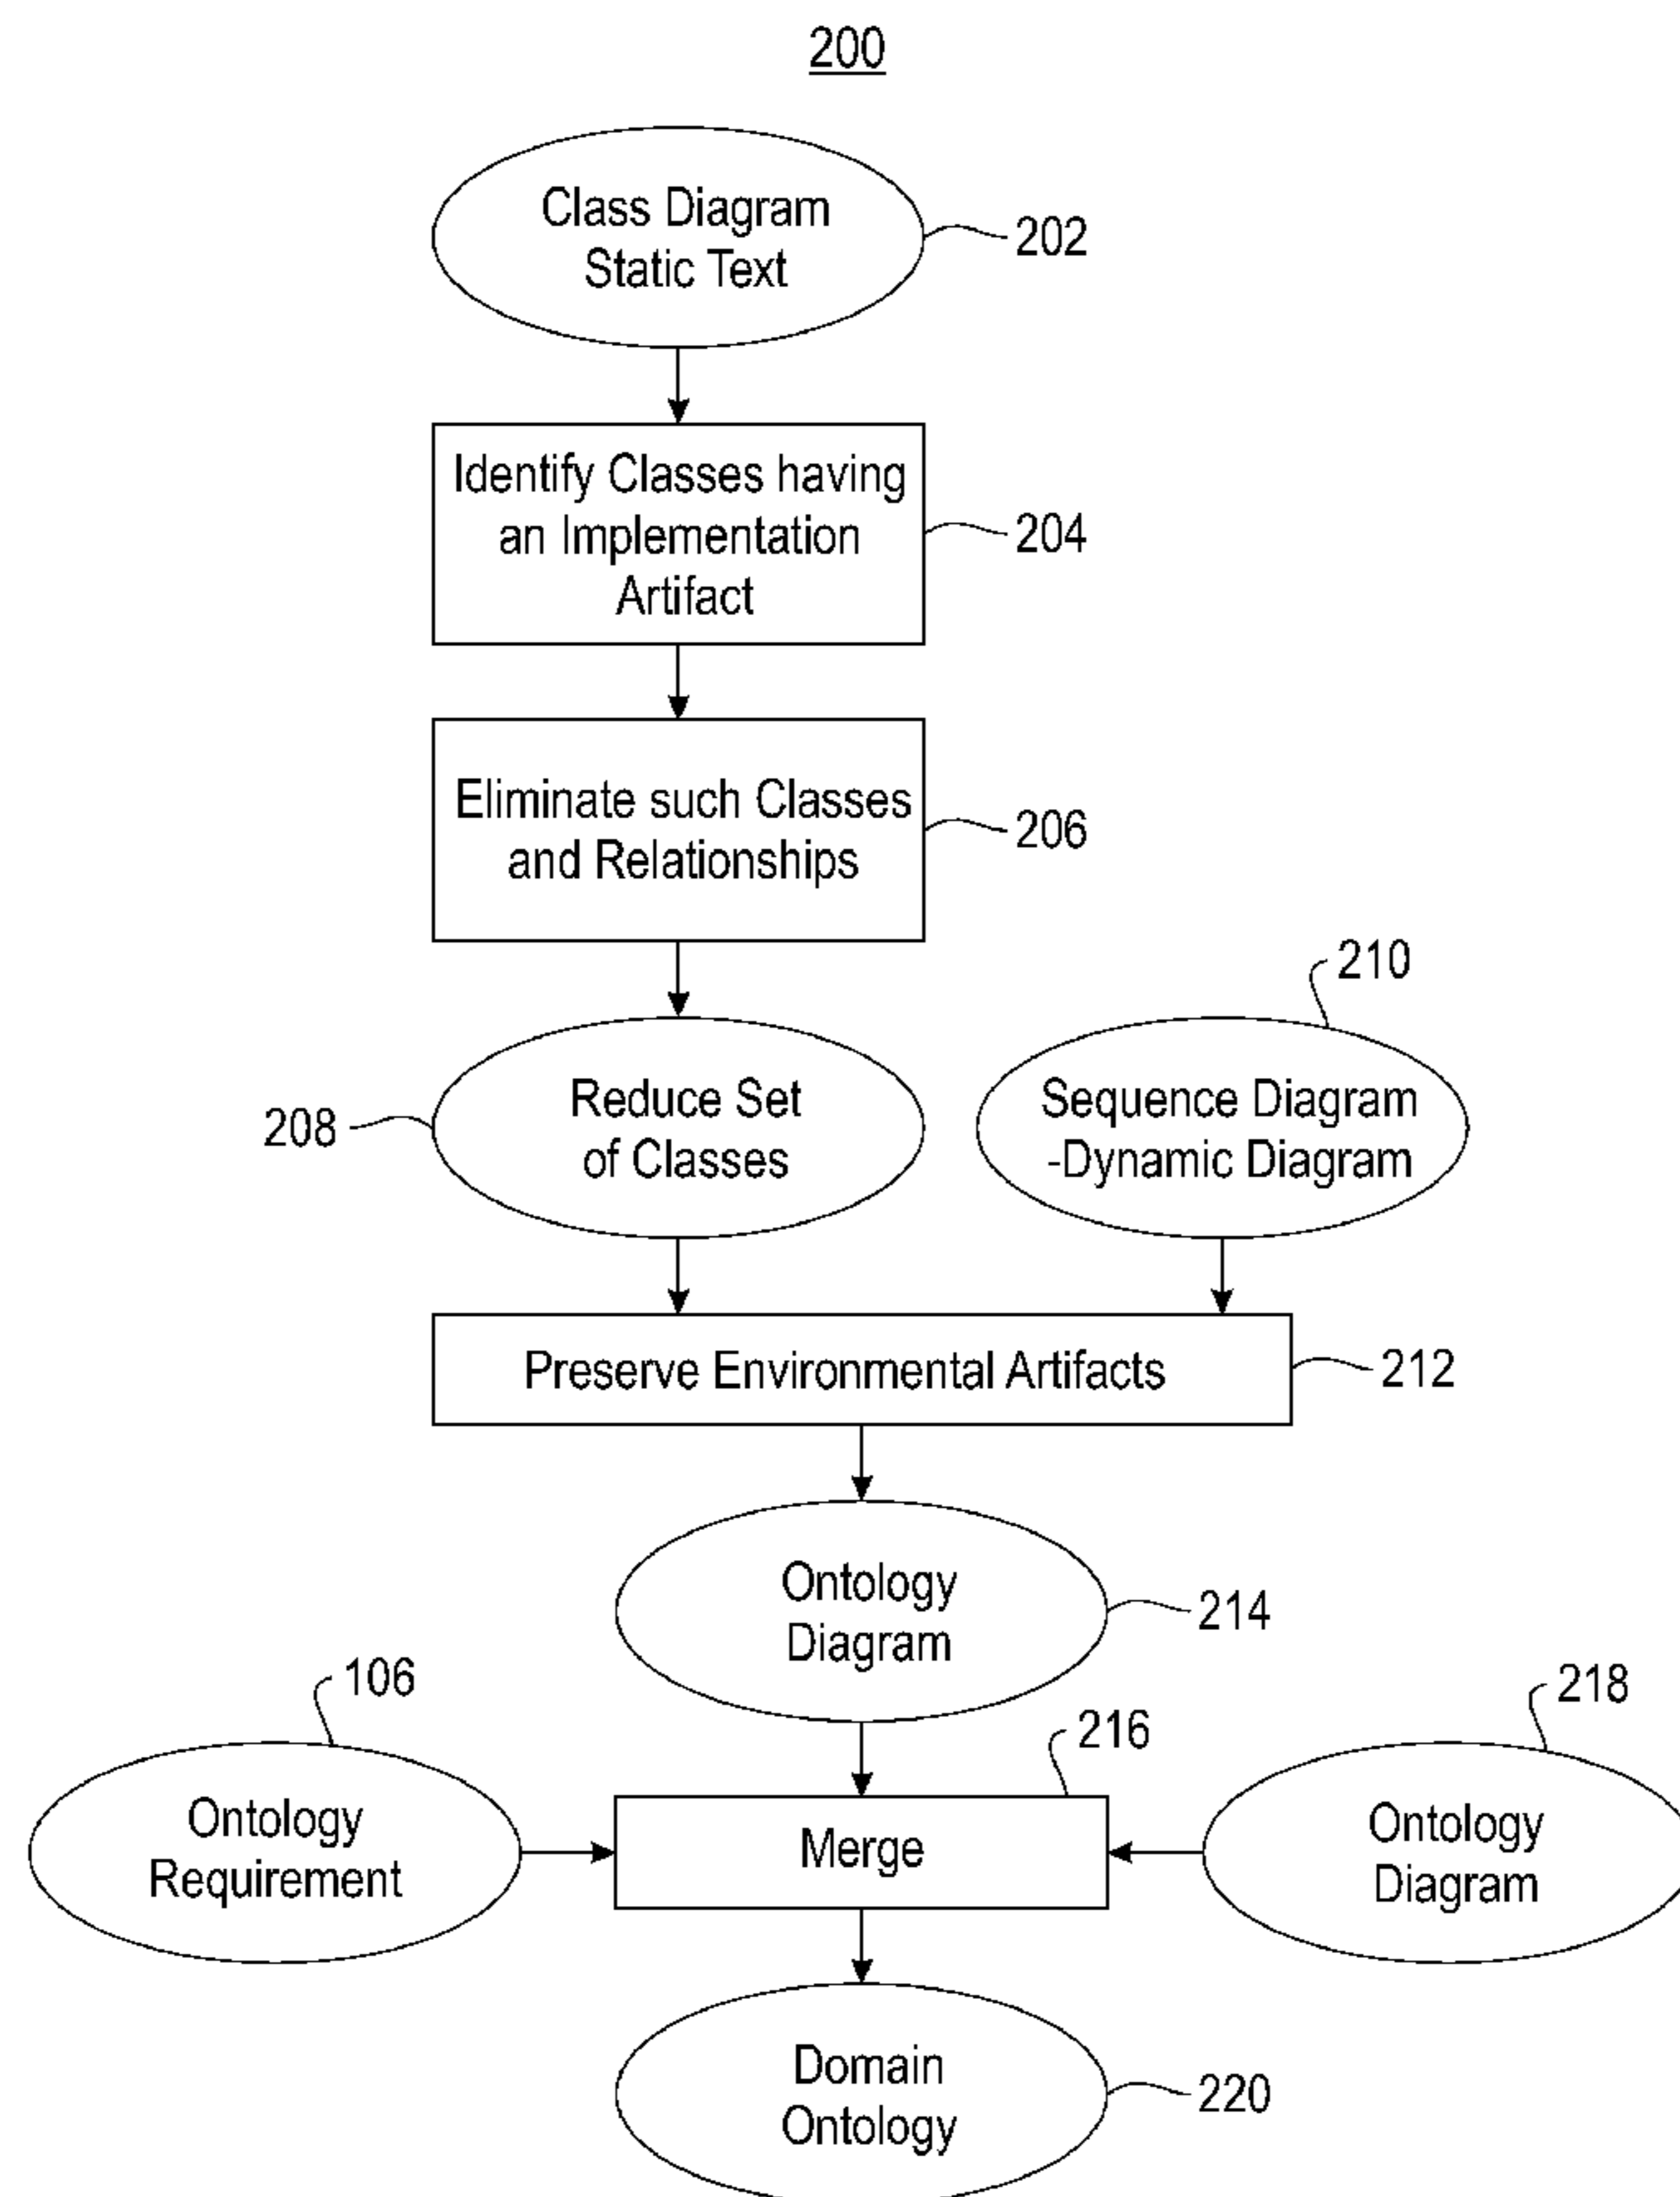 200
Class Diagram
Static Text
202
Identify Classes having
an Implementation
Artifact
204
Eliminate such Classes
and Relationships
206
210
208
Reduce Set
of Classes
Sequence Diagram
-Dynamic Diagram
Preserve Environmental Artifacts
212
Ontology
Diagram
214
106
216
218
Ontology
Requirement
Merge
Ontology
Diagram
Domain
Ontology
220